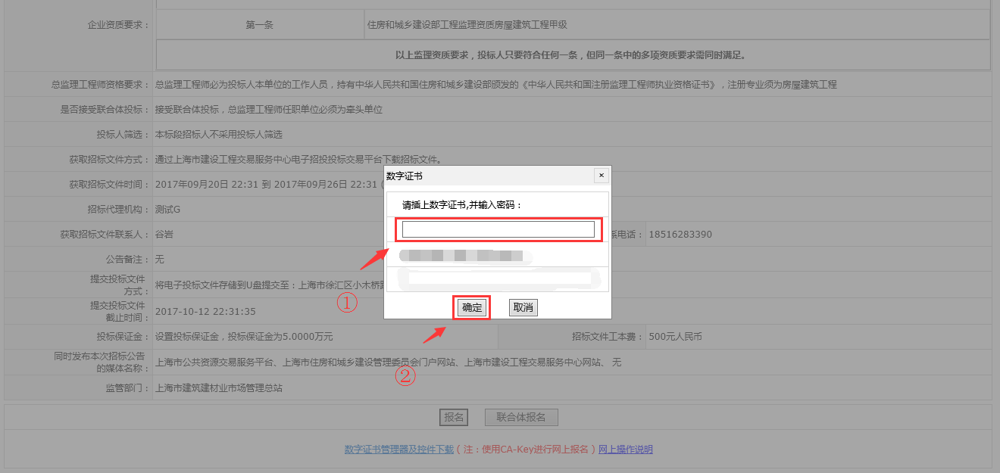 企业资质要求： 第一条 住房和城乡建设部工程监理资质房屋建筑工程甲级
以上监理资质要求，投标人只要符合任何一条，但同一条中的多项资质要求需同时满足。
总监理工程师资格要求： 总监理工程师必为投标人本单位的工作人员，持有中华人民共和国住房和城乡建设部颁发的《中华人民共和国注册监理工程师执业资格证书》，注册专业须为房屋建筑工程
是否接受联合体投标： 接受联合体投标，总监理工程师任职单位必须为牵头单位
投标人筛选： 本标段招标人不采用投标人筛选
获取招标文件方式： 通过上海市建设工程交易服务中心电子招投标交易平台下载招标文件。
获取招标文件时间： 2017年09月20日 22:31 到 2017年09月26日 22:31（
招标代理机构： 测试G
获取招标文件联系人： 谷岩 系电话： 18516283390
公告备注： 无
提交投标文件
方式： 将电子投标文件存储到U盘提交至：上海市徐汇区小木桥路
提交投标文件
截止时间： 2017-10-12 22:31:35
投标保证金： 设置投标保证金，投标保证金为5.0000万元 招标文件工本费： 500元人民币
同时发布本次招标公告
的媒体名称： 上海市公共资源交易服务平台、上海市住房和城乡建设管理委员会门户网站、上海市建设工程交易服务中心网站、 无
监管部门： 上海市建筑建材业市场管理总站
报名 联合体报名
数字证书管理器及控件下载（ 注：使用CA-Key进行网上报名 ）网上操作说明
数字证书 ×
请插上数字证书,并输入密码：
①
确定 取消
②